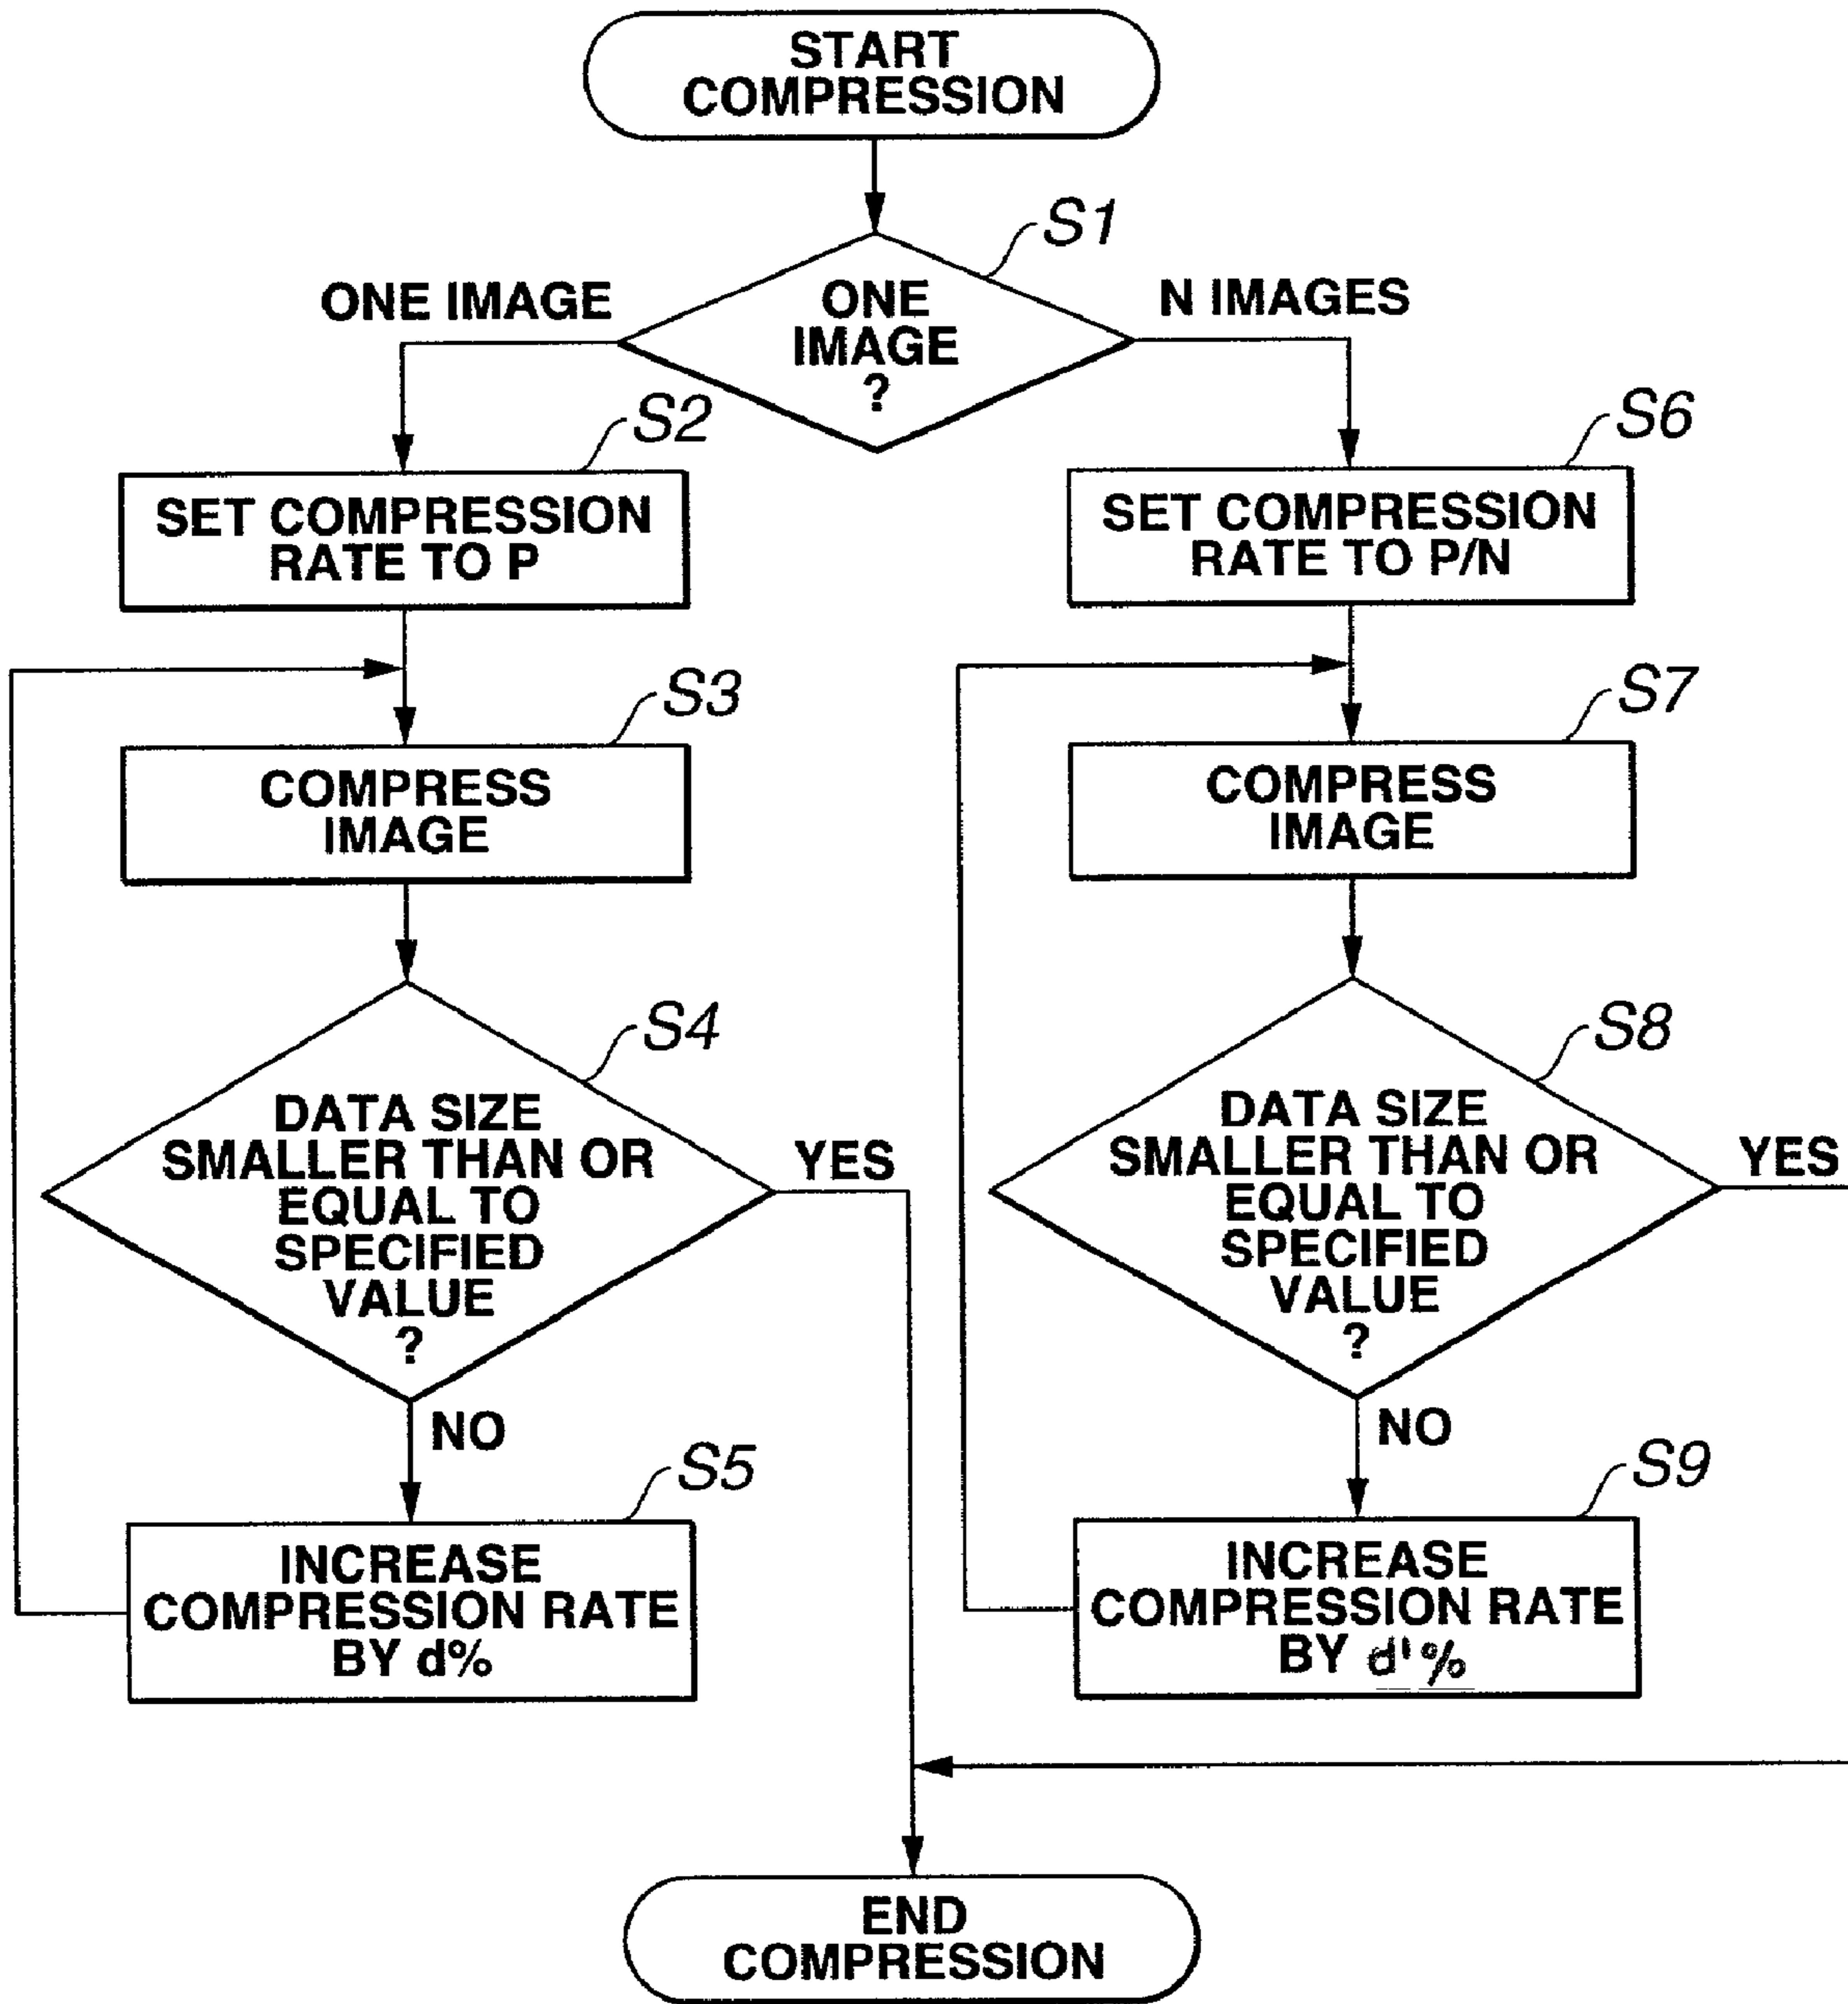 START
COMPRESSION
S1
ONE IMAGE
ONE
IMAGE
?
N IMAGES
S2
SET COMPRESSION
RATE TO P
S6
SET COMPRESSION
RATE TO P/N
S3
COMPRESS
IMAGE
S7
COMPRESS
IMAGE
S4
DATA SIZE
SMALLER THAN OR
EQUAL TO
SPECIFIED
VALUE
?
YES
NO
S8
DATA SIZE
SMALLER THAN OR
EQUAL TO
SPECIFIED
VALUE
?
YES
NO
S5
INCREASE
COMPRESSION RATE
BY d%
S9
INCREASE
COMPRESSION RATE
BY d'%
END
COMPRESSION